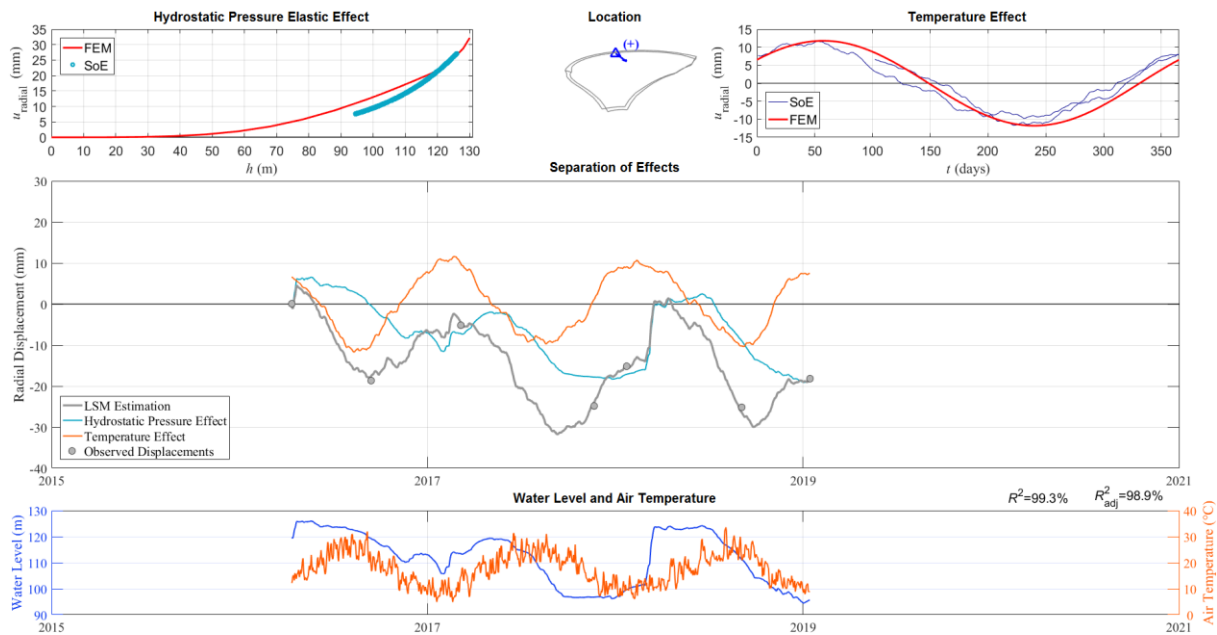 Hydrostatic Pressure Elastic Effect
35
30
25
20
15
10
5
0
u radial (mm)
FEM
SoE
0 10 20 30 40 50 60 70 80 90 100 110 120 130
h (m)
Location
(+)
Temperature Effect
15
10
5
0
-5
-10
-15
u radial (mm)
SoE
FEM
0 50 100 150 200 250 300 350
t (days)
Separation of Effects
30
20
10
0
-10
-20
-30
-40
Radial Displacement (mm)
LSM Estimation
Hydrostatic Pressure Effect
Temperature Effect
Observed Displacements
2015 2017 2019 2021
Water Level and Air Temperature
R²=99.3% R²adj=98.9%
130
120
110
100
90
Water Level (m)
40
30
20
10
0
Air Temperature (°C)
2015 2017 2019 2021